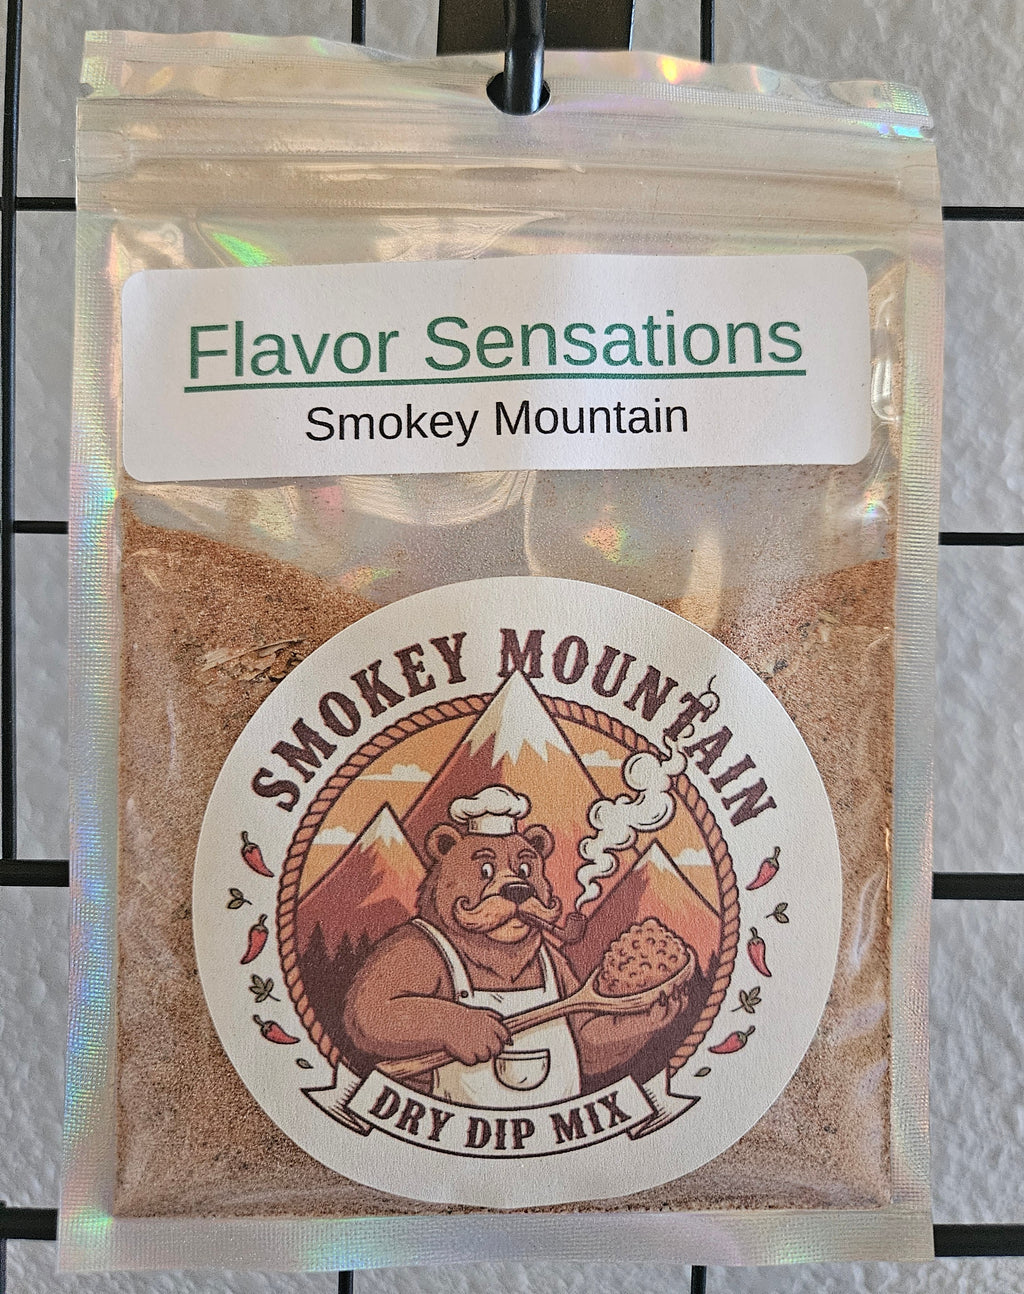 Flavor Sensations
Smokey Mountain
SMOKEY MOUNTAIN
DRY DIP MIX